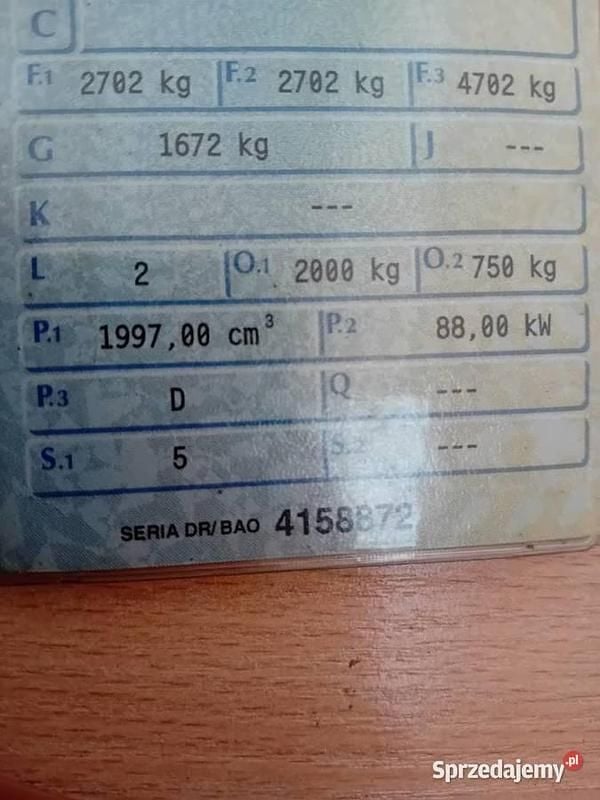 C
F.1 2702 kg F.2 2702 kg F.3 4702 kg
G 1672 kg J ---
K ---
L 2 O.1 2000 kg O.2 750 kg
P.1 1997,00 cm³ P.2 88,00 kW
P.3 D Q ---
S.1 5 S.2 ---
SERIA DR/BAO 4158872
Sprzedajemy.pl